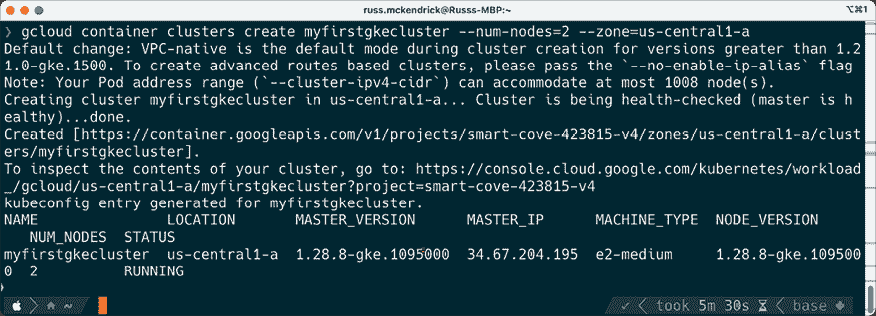 russ.mckendrick@Russs-MBP:~
⌥⌘1
❯ gcloud container clusters create myfirstgkecluster --num-nodes=2 --zone=us-central1-a
Default change: VPC-native is the default mode during cluster creation for versions greater than 1.2
1.0-gke.1500. To create advanced routes based clusters, please pass the `--no-enable-ip-alias` flag
Note: Your Pod address range (`--cluster-ipv4-cidr`) can accommodate at most 1008 node(s).
Creating cluster myfirstgkecluster in us-central1-a... Cluster is being health-checked (master is h
ealthy)...done.
Created [https://container.googleapis.com/v1/projects/smart-cove-423815-v4/zones/us-central1-a/clust
ers/myfirstgkecluster].
To inspect the contents of your cluster, go to: https://console.cloud.google.com/kubernetes/workload
_/gcloud/us-central1-a/myfirstgkecluster?project=smart-cove-423815-v4
kubeconfig entry generated for myfirstgkecluster.
NAME LOCATION MASTER_VERSION MASTER_IP MACHINE_TYPE NODE_VERSION
NUM_NODES STATUS
myfirstgkecluster us-central1-a 1.28.8-gke.1095000 34.67.204.195 e2-medium 1.28.8-gke.109500
0 2 RUNNING
~ ✓ took 5m 30s base